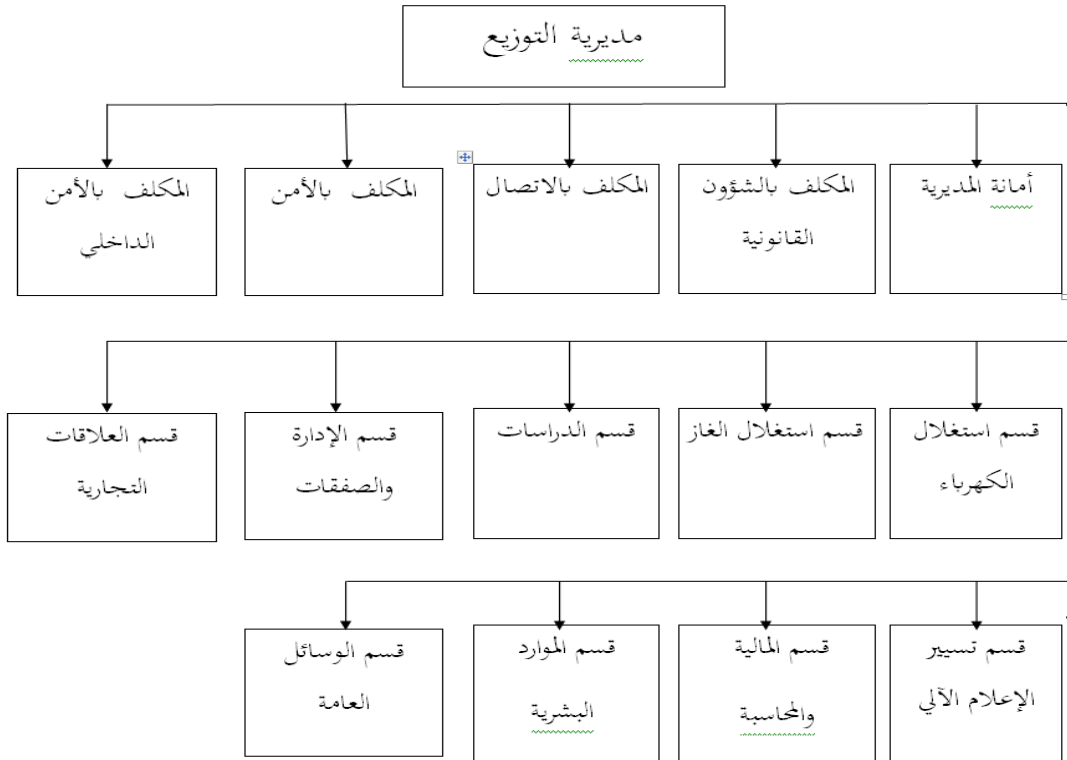 مديرية التوزيع
أمانة المديرية
المكلف بالشؤون
القانونية
المكلف بالاتصال
المكلف بالأمن
المكلف بالأمن
الداخلي
قسم استغلال
الكهرباء
قسم استغلال الغاز
قسم الدراسات
قسم الإدارة
والصفقات
قسم العلاقات
التجارية
قسم تسيير
الإعلام الآلي
قسم المالية
والمحاسبة
قسم الموارد
البشرية
قسم الوسائل
العامة